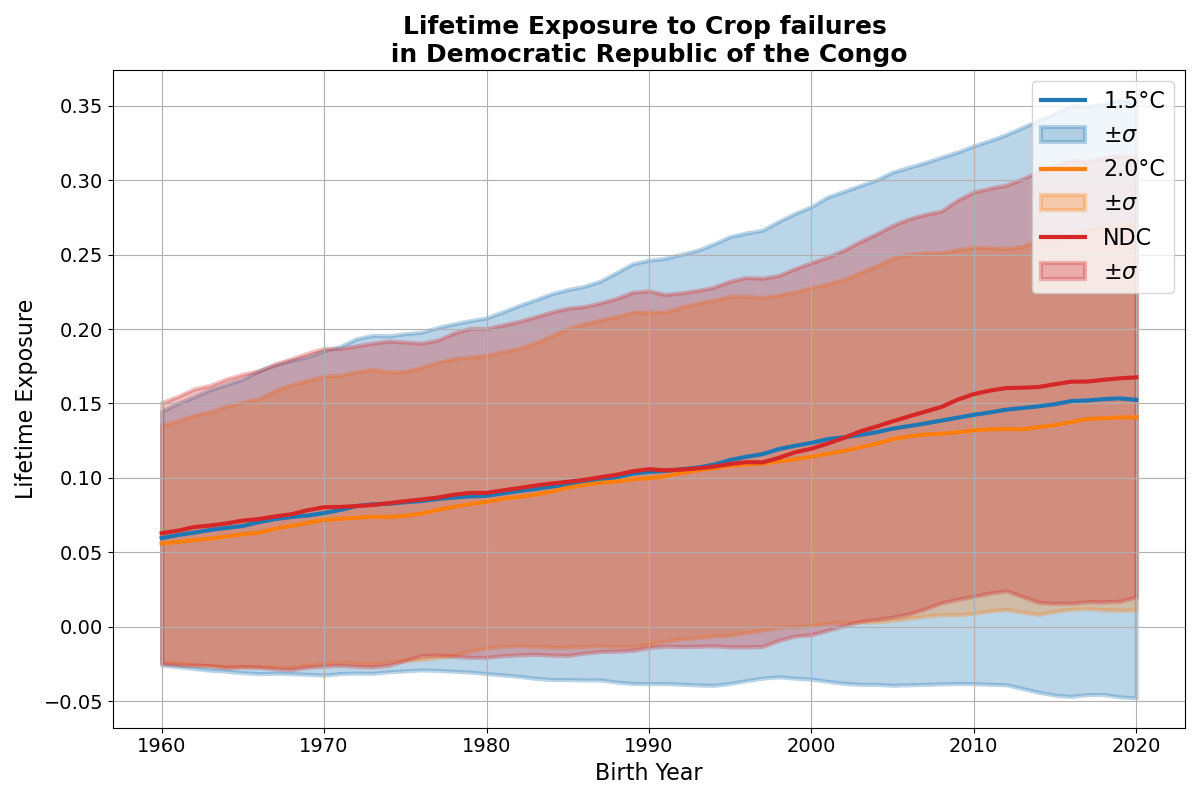 Lifetime Exposure to Crop failures
in Democratic Republic of the Congo
Lifetime Exposure
0.35
0.30
0.25
0.20
0.15
0.10
0.05
0.00
−0.05
1960
1970
1980
1990
2000
2010
2020
Birth Year
1.5°C
±σ
2.0°C
±σ
NDC
±σ